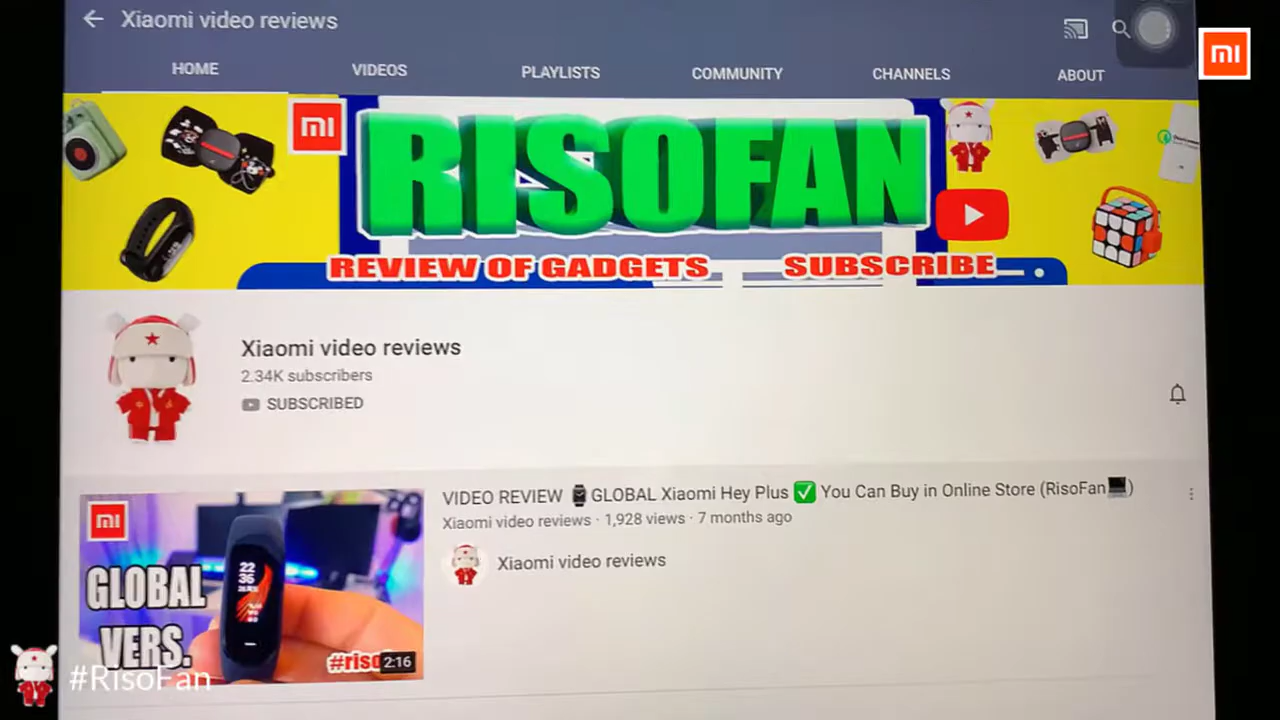 Xiaomi video reviews
HOME VIDEOS PLAYLISTS COMMUNITY CHANNELS ABOUT
RISOFAN
REVIEW OF GADGETS SUBSCRIBE
Xiaomi video reviews
2.34K subscribers
SUBSCRIBED
VIDEO REVIEW ⌚GLOBAL Xiaomi Hey Plus ✅ You Can Buy in Online Store (RisoFan💻)
Xiaomi video reviews · 1,928 views · 7 months ago
Xiaomi video reviews
mi
mi
mi
GLOBAL
VERS.
22
36
#riso
2:16
#RisoFan